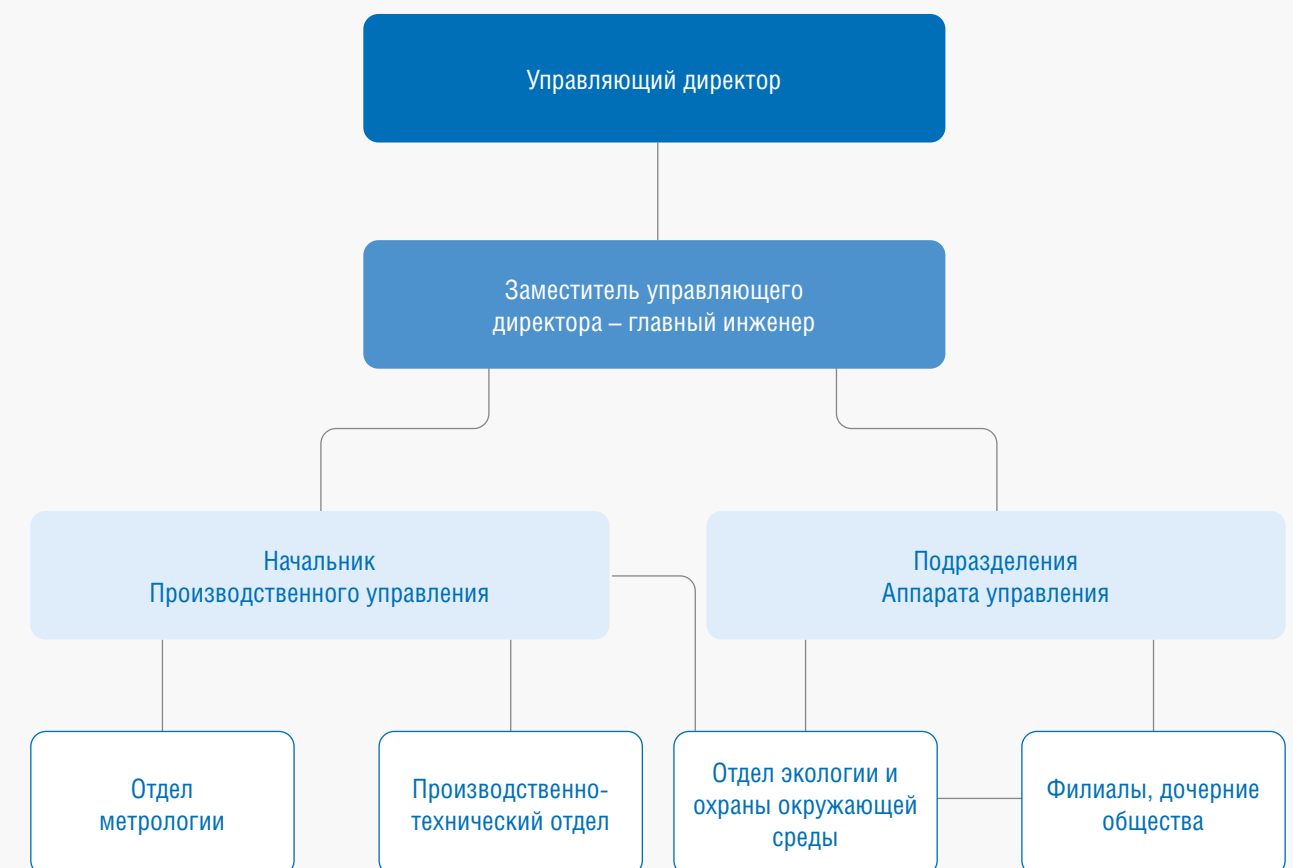 Управляющий директор
Заместитель управляющего
директора – главный инженер
Начальник
Производственного управления
Подразделения
Аппарата управления
Отдел
метрологии
Производственно-
технический отдел
Отдел экологии и
охраны окружающей
среды
Филиалы, дочерние
общества